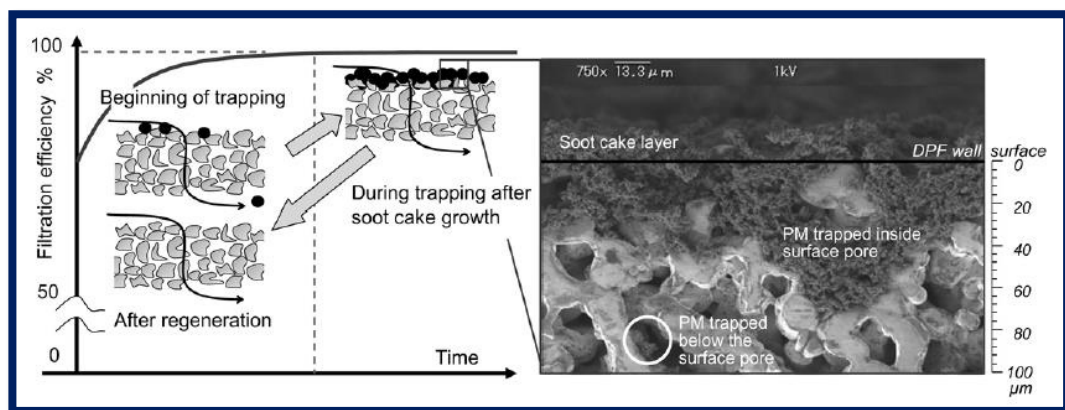 100
Filtration efficiency %
50
0
Beginning of trapping
After regeneration
During trapping after
soot cake growth
Time
750x 13.3 μm 1kV
Soot cake layer
DPF wall surface
PM trapped inside
surface pore
PM trapped
below the
surface pore
0
20
40
60
80
100
μm